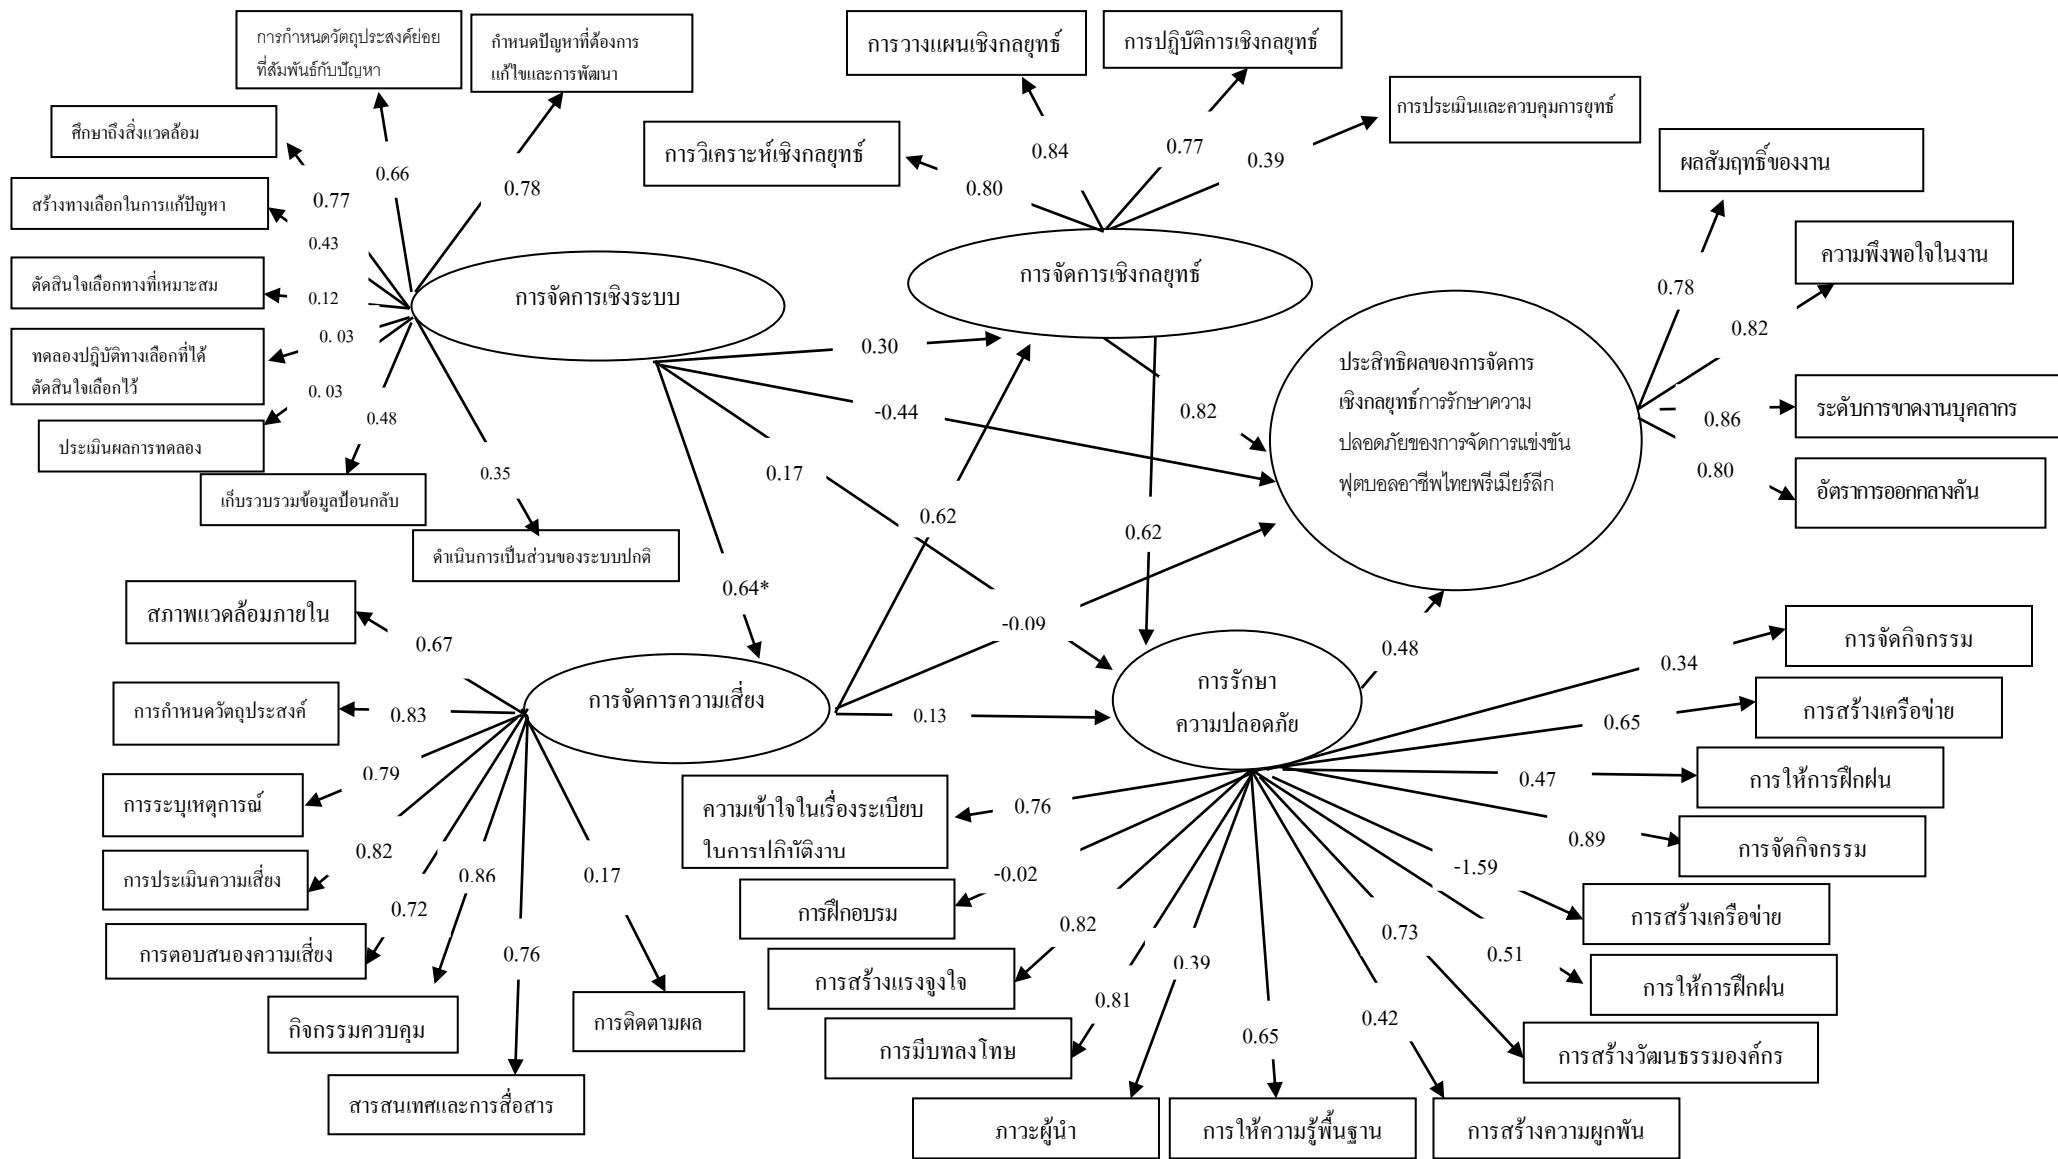 การกำหนดวัตถุประสงค์ย่อย
ที่สัมพันธ์กับปัญหา
กำหนดปัญหาที่ต้องการ
แก้ไขและการพัฒนา
การวางแผนเชิงกลยุทธ์
การปฏิบัติการเชิงกลยุทธ์
การประเมินและควบคุมการยุทธ์
ศึกษาถึงสิ่งแวดล้อม
การวิเคราะห์เชิงกลยุทธ์
ผลสัมฤทธิ์ของงาน
0.66
0.78
0.80
0.84
0.77
0.39
สร้างทางเลือกในการแก้ปัญหา
0.77
0.43
ความพึงพอใจในงาน
ตัดสินใจเลือกทางที่เหมาะสม
0.12
การจัดการเชิงระบบ
การจัดการเชิงกลยุทธ์
0.78
0.82
ทดลองปฎิบัติทางเลือกที่ได้
ตัดสินใจเลือกไว้
0. 03
0. 03
0.30
ประสิทธิผลของการจัดการ
เชิงกลยุทธ์การรักษาความ
ปลอดภัยของการจัดการแข่งขัน
ฟุตบอลอาชีพไทยพรีเมียร์ลีก
-0.44
0.82
0.86
ระดับการขาดงานบุคลากร
ประเมินผลการทดลอง
0.48
0.35
0.17
0.80
อัตราการออกกลางคัน
เก็บรวบรวมข้อมูลป้อนกลับ
0.62
0.62
ดำเนินการเป็นส่วนของระบบปกติ
0.64*
สภาพแวดล้อมภายใน
0.67
-0.09
0.48
0.34
การจัดกิจกรรม
การกำหนดวัตถุประสงค์
0.83
การจัดการความเสี่ยง
0.13
การรักษา
ความปลอดภัย
0.65
การสร้างเครือข่าย
การระบุเหตุการณ์
0.79
ความเข้าใจในเรื่องระเบียบ
ในการปฏิบัติงาน
0.76
0.47
การให้การฝึกฝน
การประเมินความเสี่ยง
0.82
0.86
0.17
-0.02
0.89
การจัดกิจกรรม
-1.59
การฝึกอบรม
การสร้างเครือข่าย
0.72
การตอบสนองความเสี่ยง
0.76
0.82
0.39
0.73
0.51
การสร้างแรงจูงใจ
การให้การฝึกฝน
กิจกรรมควบคุม
การติดตามผล
0.81
0.65
0.42
การมีบทลงโทษ
การสร้างวัฒนธรรมองค์กร
สารสนเทศและการสื่อสาร
ภาวะผู้นำ
การให้ความรู้พื้นฐาน
การสร้างความผูกพัน